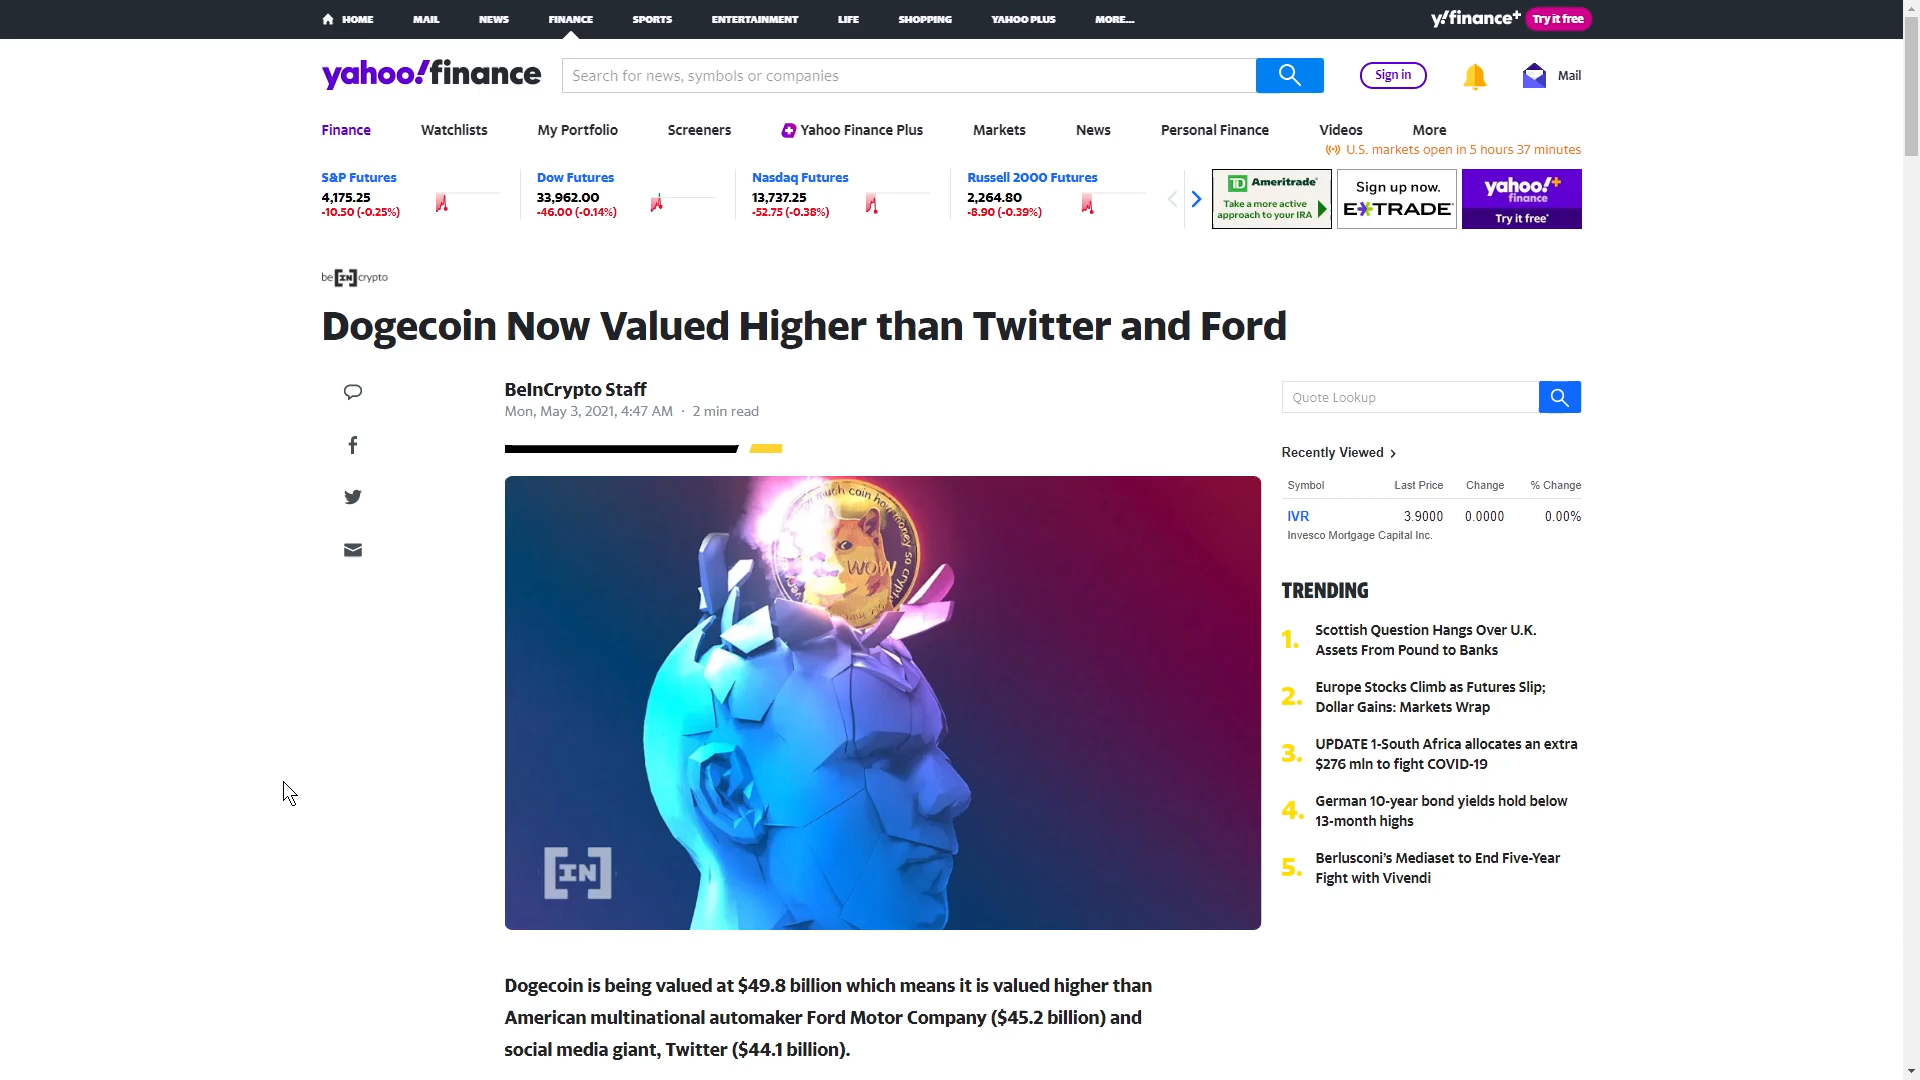 HOME MAIL NEWS FINANCE SPORTS ENTERTAINMENT LIFE SHOPPING YAHOO PLUS MORE...
y!finance+ Try it free
yahoo!finance
Search for news, symbols or companies
Sign in
Mail
Finance Watchlists My Portfolio Screeners Yahoo Finance Plus Markets News Personal Finance Videos More
U.S. markets open in 5 hours 37 minutes
S&P Futures
4,175.25
-10.50 (-0.25%)
Dow Futures
33,962.00
-46.00 (-0.14%)
Nasdaq Futures
13,737.25
-52.75 (-0.38%)
Russell 2000 Futures
2,264.80
-8.90 (-0.39%)
TD Ameritrade
Take a more active
approach to your IRA
Sign up now.
E*TRADE
yahoo!+
finance
Try it free*
be[IN]crypto
Dogecoin Now Valued Higher than Twitter and Ford
BeInCrypto Staff
Mon, May 3, 2021, 4:47 AM · 2 min read
much coin how money so crypto
WOW
[IN]
Quote Lookup
Recently Viewed
Symbol Last Price Change % Change
IVR 3.9000 0.0000 0.00%
Invesco Mortgage Capital Inc.
TRENDING
1. Scottish Question Hangs Over U.K.
Assets From Pound to Banks
2. Europe Stocks Climb as Futures Slip;
Dollar Gains: Markets Wrap
3. UPDATE 1-South Africa allocates an extra
$276 mln to fight COVID-19
4. German 10-year bond yields hold below
13-month highs
5. Berlusconi's Mediaset to End Five-Year
Fight with Vivendi
Dogecoin is being valued at $49.8 billion which means it is valued higher than
American multinational automaker Ford Motor Company ($45.2 billion) and
social media giant, Twitter ($44.1 billion).